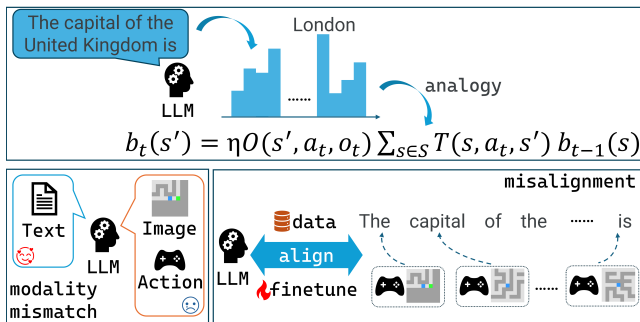 The capital of the
United Kingdom is
London
LLM
......
analogy
b_t(s′) = ηO(s′, a_t, o_t) ∑_{s∈S} T(s, a_t, s′) b_{t−1}(s)
Text
LLM
Image
Action
modality
mismatch
misalignment
data
The capital of the ...... is
align
LLM
finetune
......